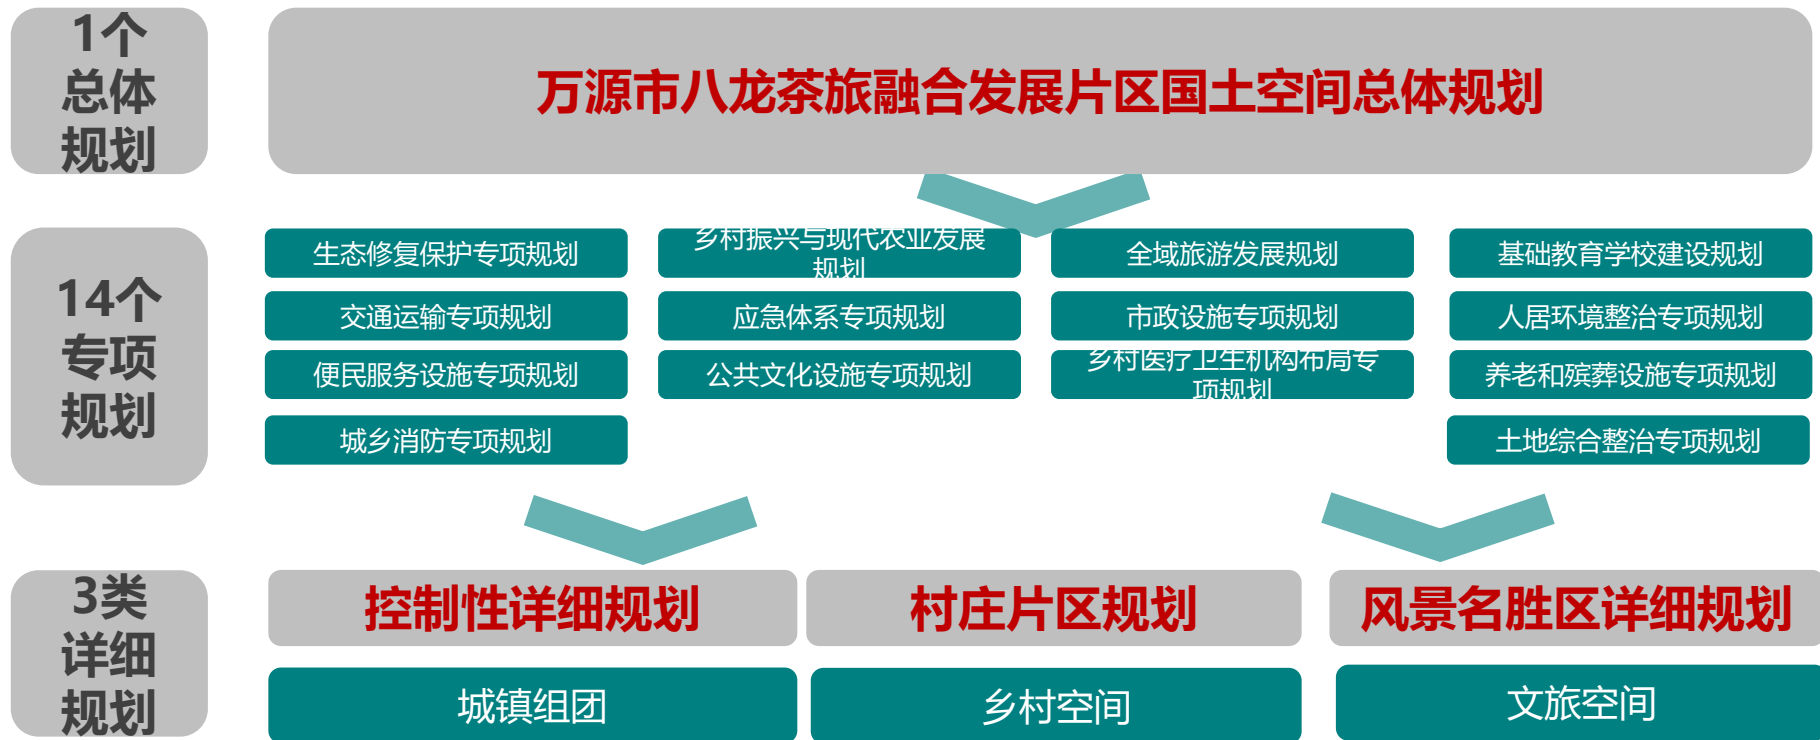 1个
总体
规划
万源市八龙茶旅融合发展片区国土空间总体规划
14个
专项
规划
生态修复保护专项规划
乡村振兴与现代农业发展
规划
全域旅游发展规划
基础教育学校建设规划
交通运输专项规划
应急体系专项规划
市政设施专项规划
人居环境整治专项规划
便民服务设施专项规划
公共文化设施专项规划
乡村医疗卫生机构布局专
项规划
养老和殡葬设施专项规划
城乡消防专项规划
土地综合整治专项规划
3类
详细
规划
控制性详细规划
村庄片区规划
风景名胜区详细规划
城镇组团
乡村空间
文旅空间